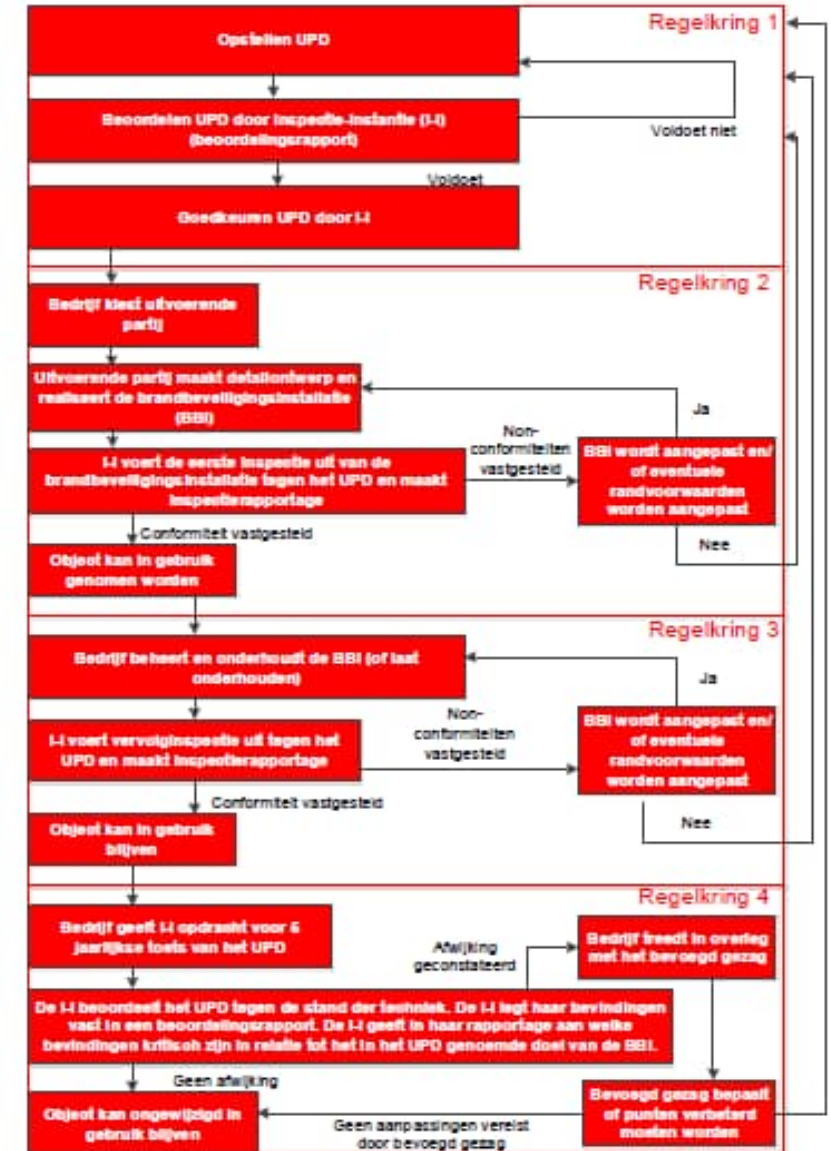 Regelkring 1
Opstellen UPD
Beoordelen UPD door Inspectie-Instantie (I-I)
(beoordelingsrapport)
Voldoet niet
Voldoet
Goedkeuren UPD door I-I
Regelkring 2
Bedrijf kiest uitvoerende
partij
Uitvoerende partij maakt detailontwerp en
realiseert de brandbeveiligingsinstallatie
(BBI)
Ja
I-I voert de eerste inspectie uit van de
brandbeveiligingsinstallatie tegen het UPD en maakt
inspectierapportage
Non-
conformiteiten
vastgesteld
BBI wordt aangepast en/
of eventuele
randvoorwaarden
worden aangepast
Nee
Conformiteit vastgesteld
Object kan in gebruik
genomen worden
Regelkring 3
Bedrijf beheert en onderhoudt de BBI (of laat
onderhouden)
Ja
I-I voert vervolginspectie uit tegen het
UPD en maakt inspectierapportage
Non-
conformiteiten
vastgesteld
BBI wordt aangepast en/
of eventuele
randvoorwaarden
worden aangepast
Nee
Conformiteit vastgesteld
Object kan in gebruik
blijven
Regelkring 4
Bedrijf geeft I-I opdracht voor 5
jaarlijkse toets van het UPD
Afwijking
geconstateerd
Bedrijf treedt in overleg
met het bevoegd gezag
De I-I beoordeelt het UPD tegen de stand der techniek. De I-I legt haar bevindingen
vast in een beoordelingsrapport. De I-I geeft in haar rapportage aan welke
bevindingen kritisch zijn in relatie tot het in het UPD genoemde doel van de BBI.
Geen afwijking
Object kan ongewijzigd in
gebruik blijven
Geen aanpassingen vereist
door bevoegd gezag
Bevoegd gezag bepaalt
of punten verbeterd
moeten worden